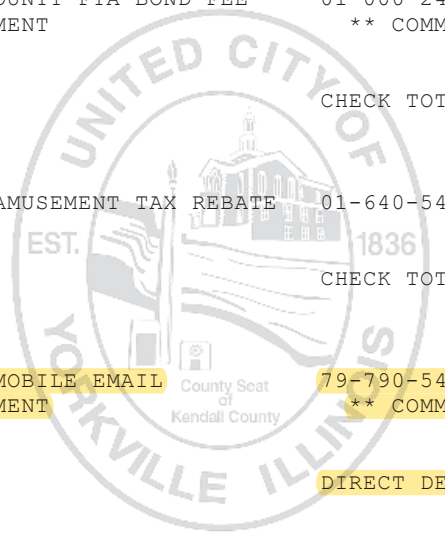 OUNTY FTA BOND FEE 01-000-24
MENT ** COMM
CHECK TOT
AMUSEMENT TAX REBATE 01-640-54
CHECK TOT
MOBILE EMAIL 79-790-54
MENT ** COMM
DIRECT DE
UNITED CITY OF
EST. 1836
County Seat
of
Kendall County
YORKVILLE ILLINOIS